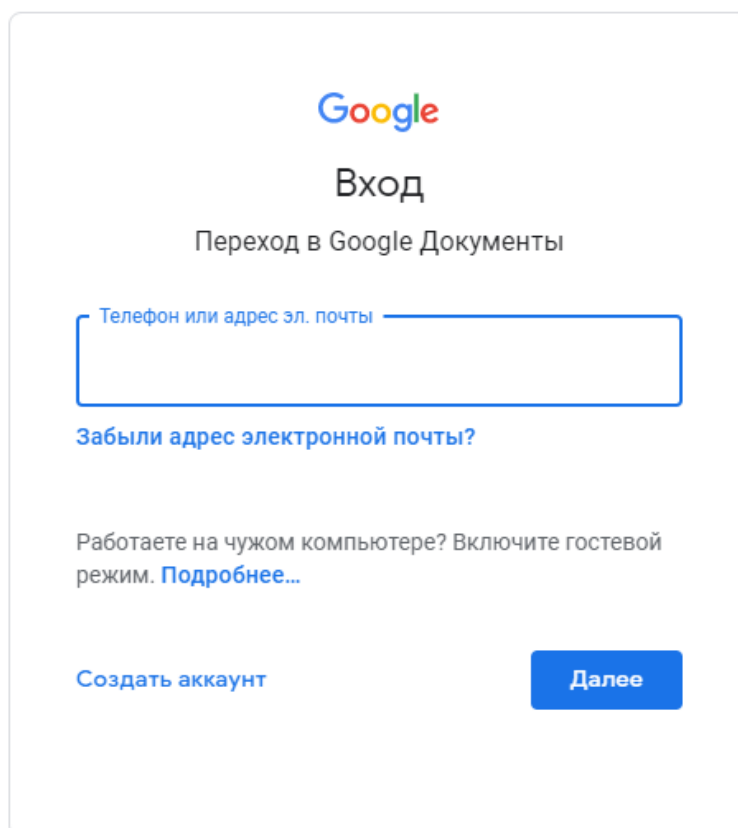 Google
Вход
Переход в Google Документы
Телефон или адрес эл. почты
Забыли адрес электронной почты?
Работаете на чужом компьютере? Включите гостевой
режим. Подробнее...
Создать аккаунт
Далее